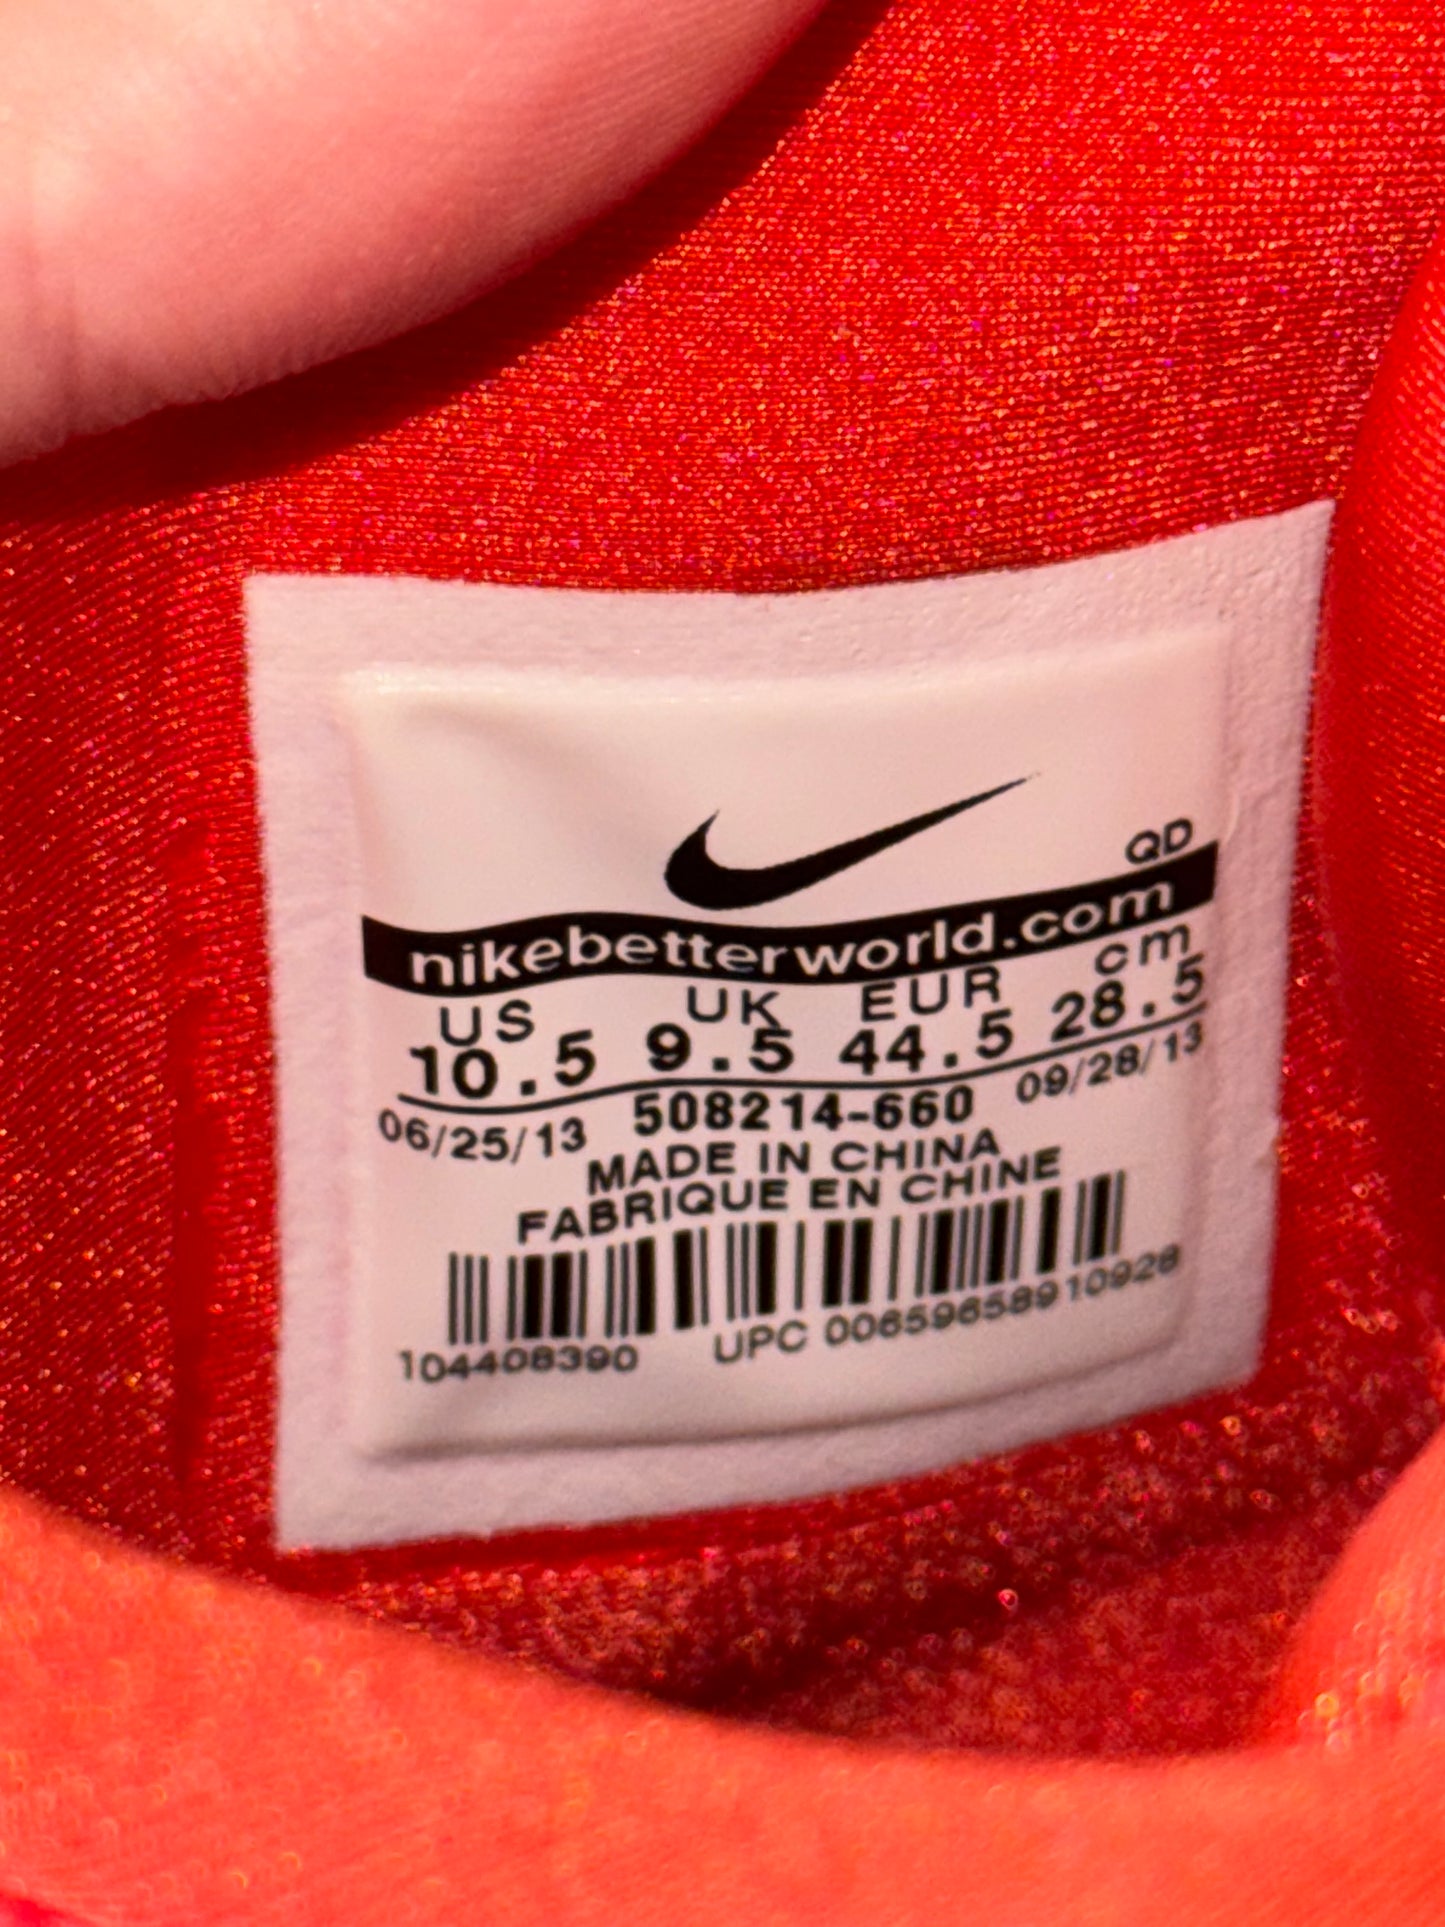 QD
nikebetterworld.com
US UK EUR cm
10.5 9.5 44.5 28.5
06/25/13 508214-660 09/28/13
MADE IN CHINA
FABRIQUE EN CHINE
104408390 UPC 00659658910926